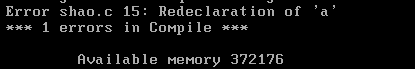 Error shao.c 15: Redeclaration of 'a'
*** 1 errors in Compile ***
Available memory 372176